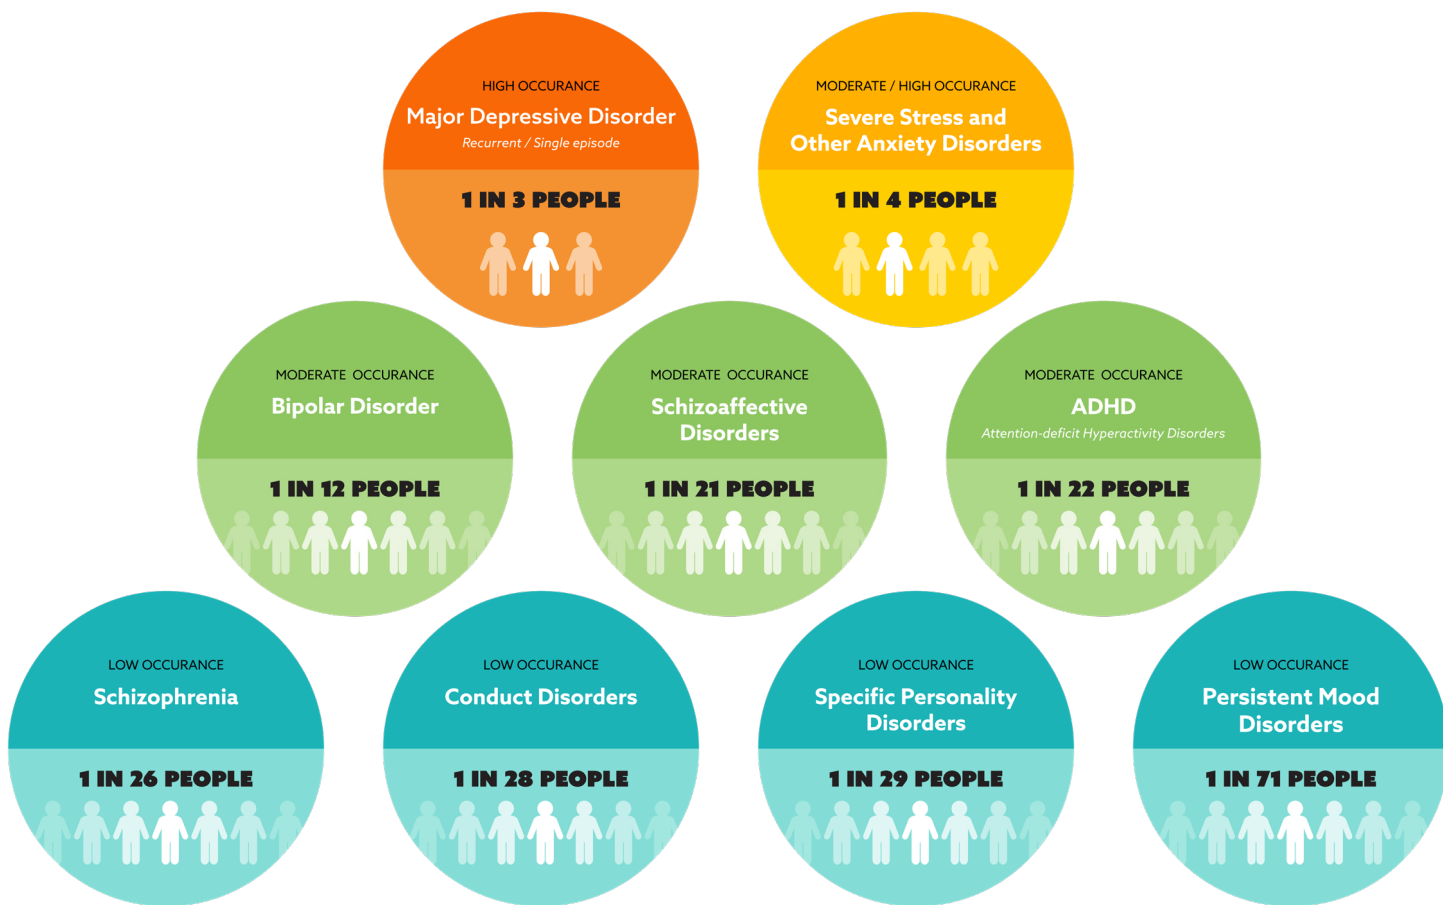 HIGH OCCURANCE
Major Depressive Disorder
Recurrent / Single episode
1 IN 3 PEOPLE
MODERATE / HIGH OCCURANCE
Severe Stress and
Other Anxiety Disorders
1 IN 4 PEOPLE
MODERATE OCCURANCE
Bipolar Disorder
1 IN 12 PEOPLE
MODERATE OCCURANCE
Schizoaffective
Disorders
1 IN 21 PEOPLE
MODERATE OCCURANCE
ADHD
Attention-deficit Hyperactivity Disorders
1 IN 22 PEOPLE
LOW OCCURANCE
Schizophrenia
1 IN 26 PEOPLE
LOW OCCURANCE
Conduct Disorders
1 IN 28 PEOPLE
LOW OCCURANCE
Specific Personality
Disorders
1 IN 29 PEOPLE
LOW OCCURANCE
Persistent Mood
Disorders
1 IN 71 PEOPLE